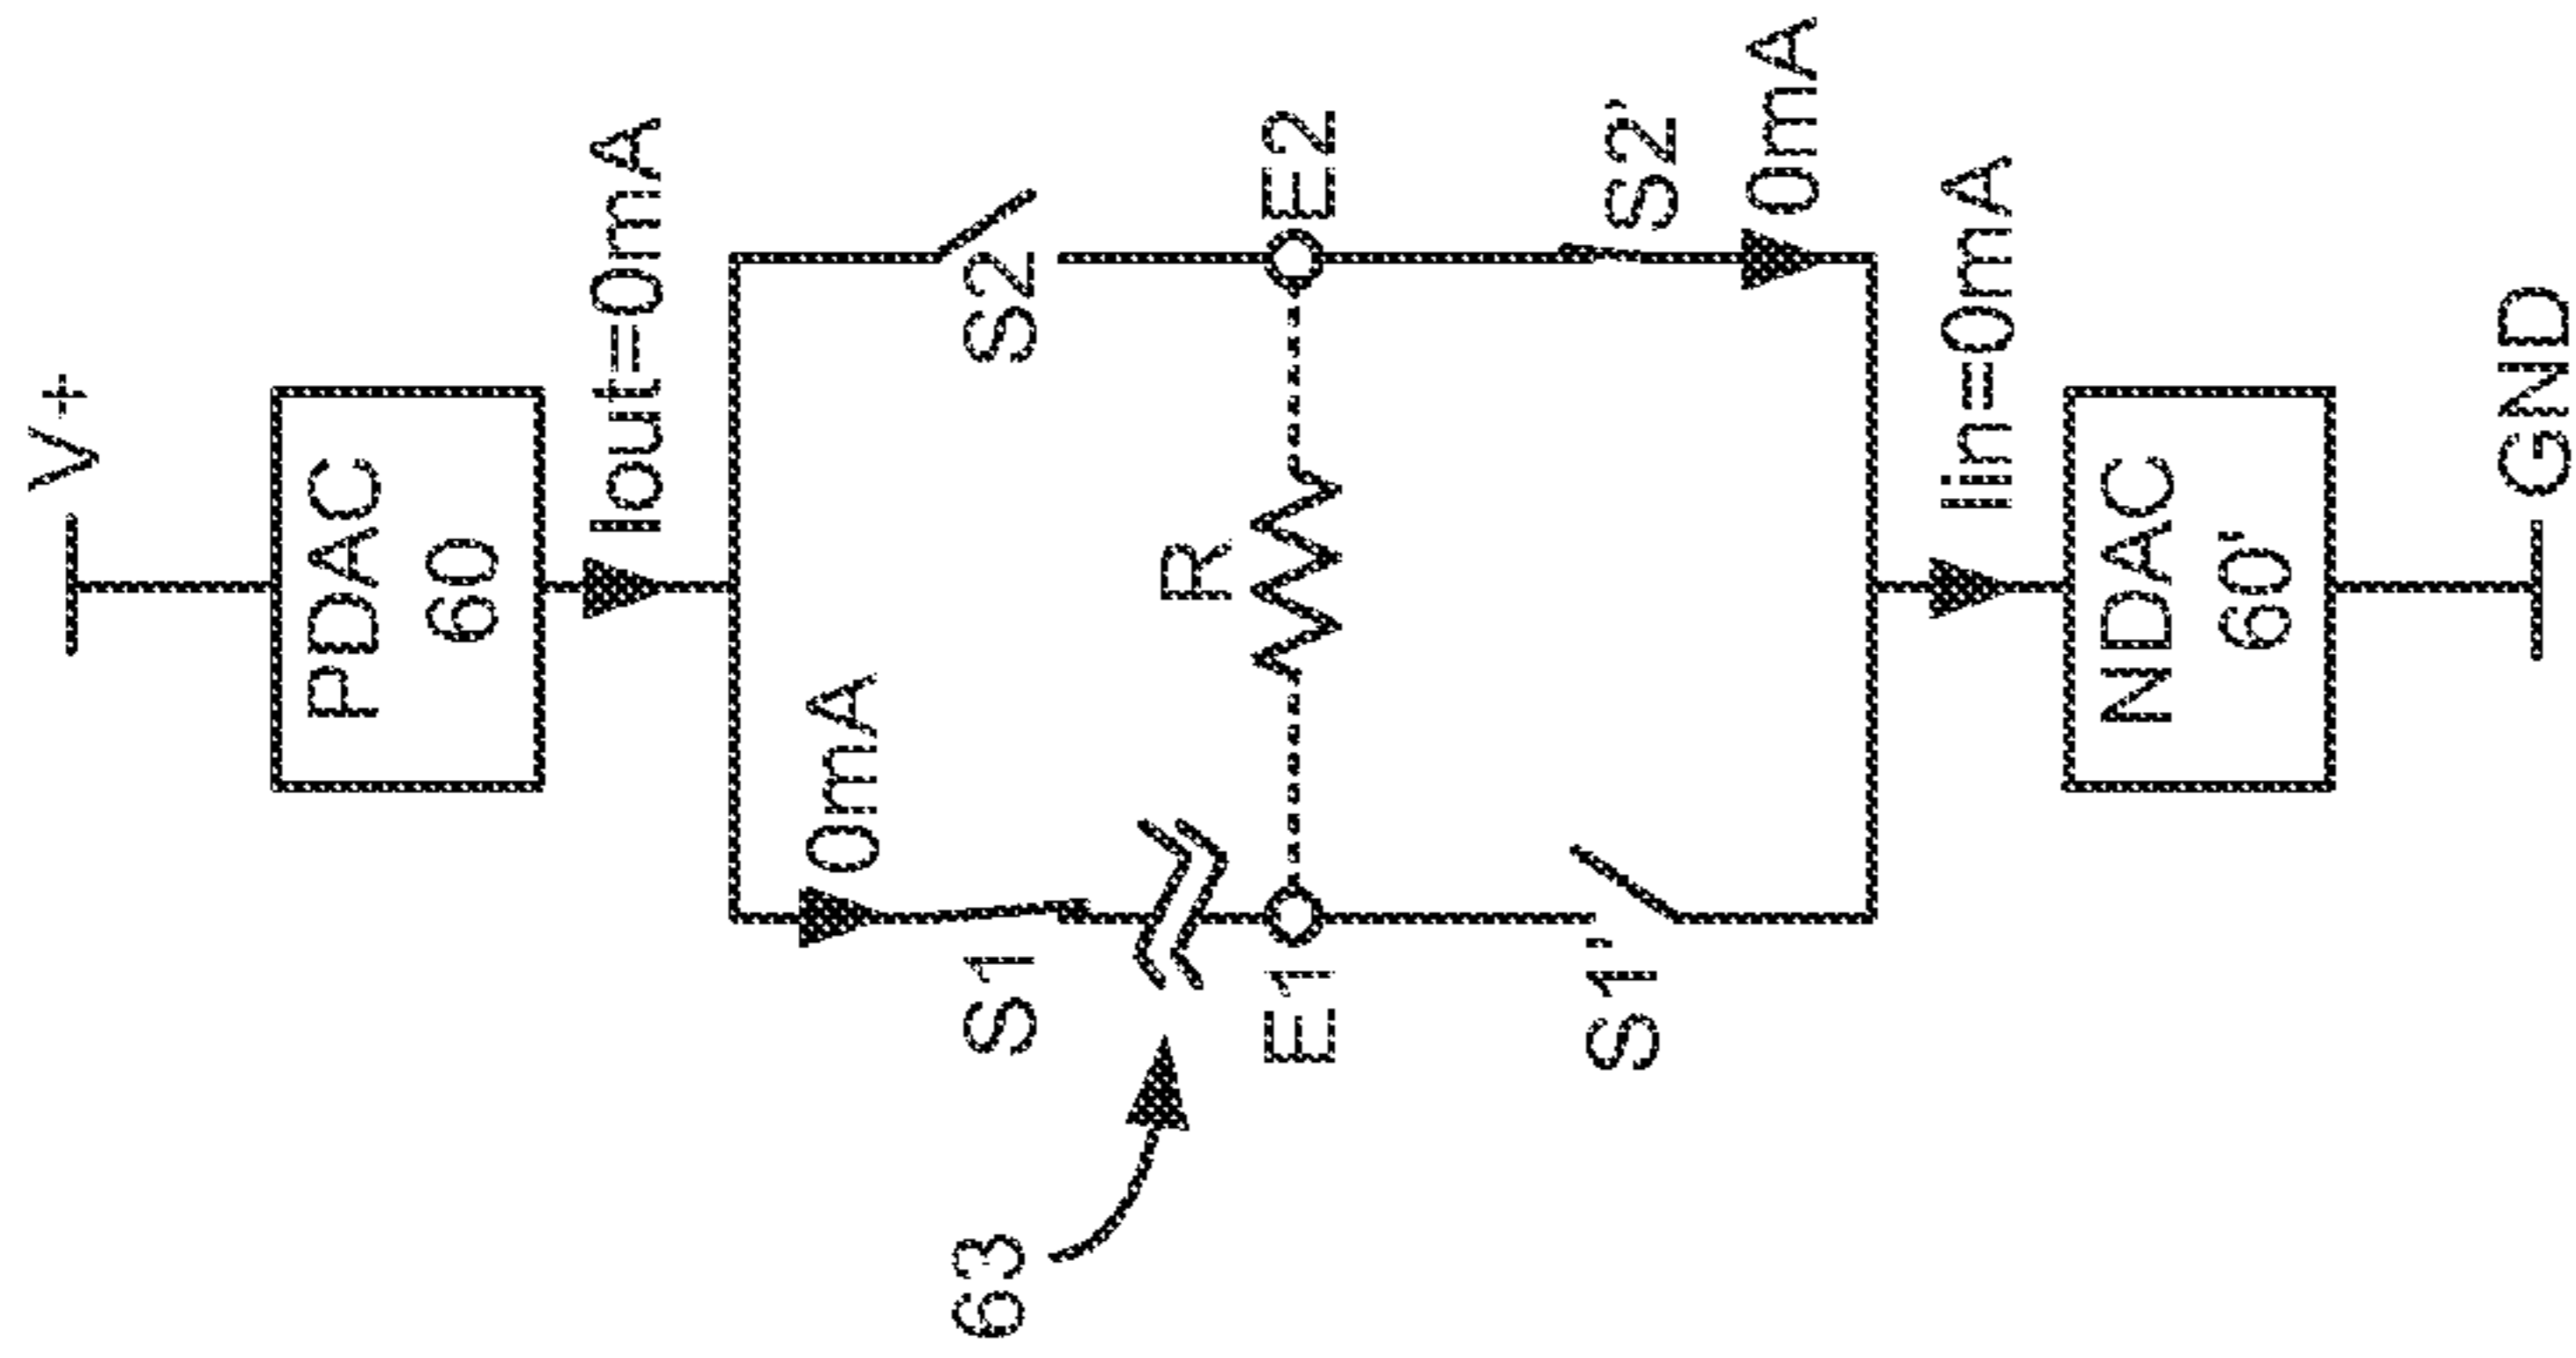 V+
PDAC
60
Iout=0mA
0mA
S1
S2
63
R
E1
E2
S1'
S2'
0mA
Iin=0mA
NDAC
60'
GND